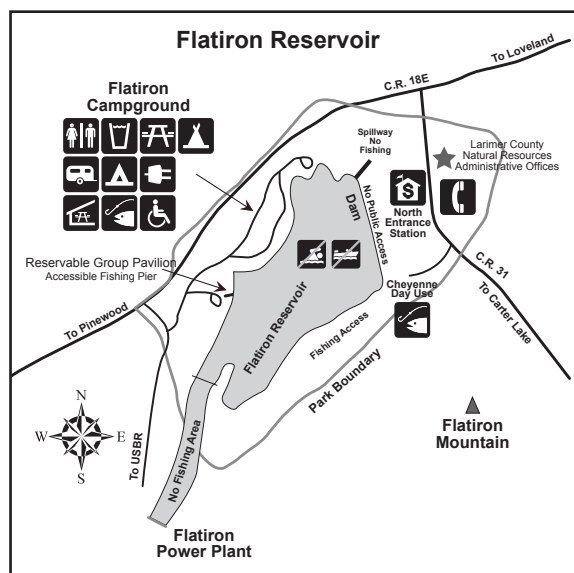 Flatiron Reservoir
To Loveland
C.R. 18E
Flatiron
Campground
Spillway
No
Fishing
Larimer County
Natural Resources
Administrative Offices
Dam
No Public Access
$
North
Entrance
Station
Reservable Group Pavilion
Accessible Fishing Pier
C.R. 31
Cheyenne
Day Use
To Carter Lake
To Pinewood
Flatiron Reservoir
Fishing Access
Park Boundary
N
W
E
S
To USBR
No Fishing Area
Flatiron
Mountain
Flatiron
Power Plant